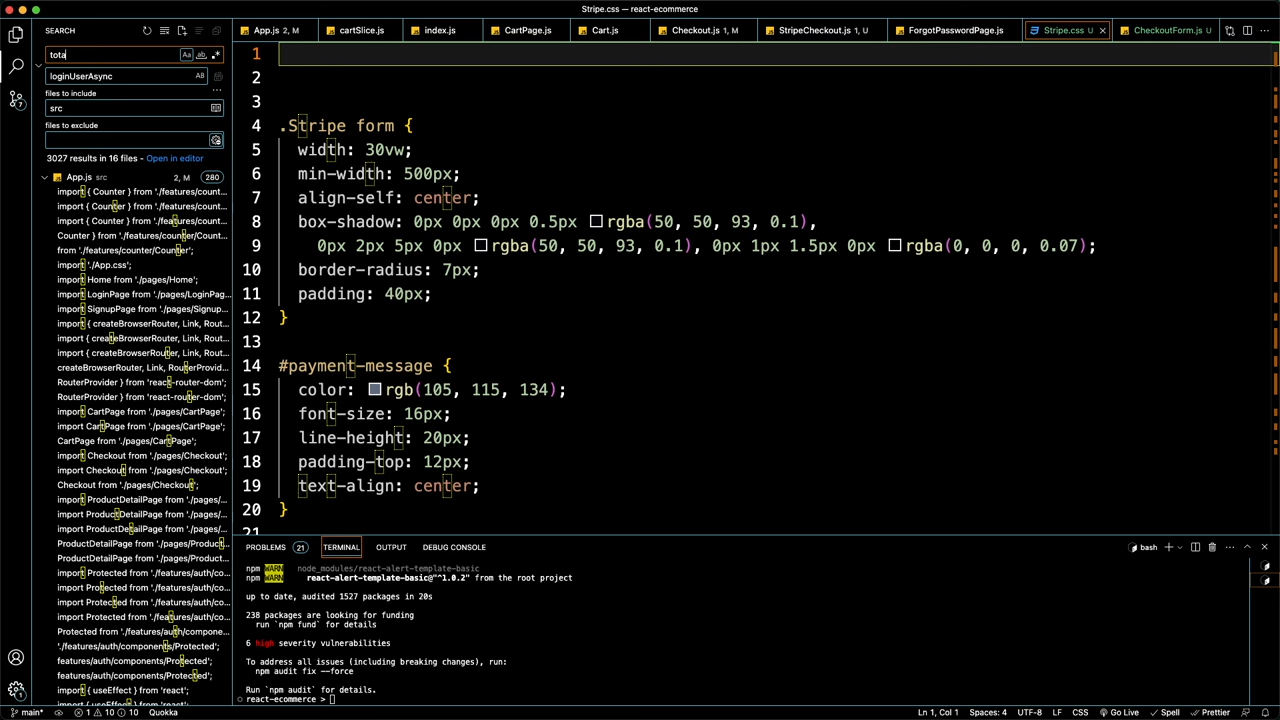 Stripe.css — react-ecommerce
SEARCH
App.js 1, M
cartSlice.js
index.js
CartPage.js
Cart.js
Checkout.js 1, M
StripeCheckout.js 1, U
ForgotPasswordPage.js
Stripe.css U
CheckoutForm.js U
tota
Aa
ab
loginUserAsync
AB
files to include
src
files to exclude
3027 results in 16 files - Open in editor
App.js src 2, M 280
import { Counter } from './features/count...
import { Counter } from './features/count...
import { Counter } from './features/count...
Counter } from './features/counter/Count...
from './features/counter/Counter';
import './App.css';
import Home from './pages/Home';
import LoginPage from './pages/LoginPag...
import SignupPage from './pages/Signup...
import { createBrowserRouter, Link, Rout...
import { createBrowserRouter, Link, Rout...
import { createBrowserRouter, Link, Rout...
createBrowserRouter, Link, RouterProvid...
RouterProvider } from 'react-router-dom';
RouterProvider } from 'react-router-dom';
import CartPage from './pages/CartPage';
import CartPage from './pages/CartPage';
CartPage from './pages/CartPage';
import Checkout from './pages/Checkout';
import Checkout from './pages/Checkout';
Checkout from './pages/Checkout';
import ProductDetailPage from './pages/...
import ProductDetailPage from './pages/...
import ProductDetailPage from './pages/...
ProductDetailPage from './pages/Product...
ProductDetailPage from './pages/Product...
import Protected from './features/auth/co...
import Protected from './features/auth/co...
import Protected from './features/auth/co...
import Protected from './features/auth/co...
Protected from './features/auth/compone...
'./features/auth/components/Protected';
features/auth/components/Protected';
features/auth/components/Protected';
import { useEffect } from 'react';
import { useEffect } from 'react';
1
2
3
4 .Stripe form {
5 width: 30vw;
6 min-width: 500px;
7 align-self: center;
8 box-shadow: 0px 0px 0px 0.5px rgba(50, 50, 93, 0.1),
9 0px 2px 5px 0px rgba(50, 50, 93, 0.1), 0px 1px 1.5px 0px rgba(0, 0, 0, 0.07);
10 border-radius: 7px;
11 padding: 40px;
12 }
13
14 #payment-message {
15 color: rgb(105, 115, 134);
16 font-size: 16px;
17 line-height: 20px;
18 padding-top: 12px;
19 text-align: center;
20 }
21
PROBLEMS 21 TERMINAL OUTPUT DEBUG CONSOLE
bash
npm WARN node_modules/react-alert-template-basic
npm WARN react-alert-template-basic@"^1.0.2" from the root project
up to date, audited 1527 packages in 20s
238 packages are looking for funding
run `npm fund` for details
6 high severity vulnerabilities
To address all issues (including breaking changes), run:
npm audit fix --force
Run `npm audit` for details.
react-ecommerce >
7
1
main* 1 10 10 Quokka
Ln 1, Col 1 Spaces: 4 UTF-8 LF CSS Go Live Spell Prettier